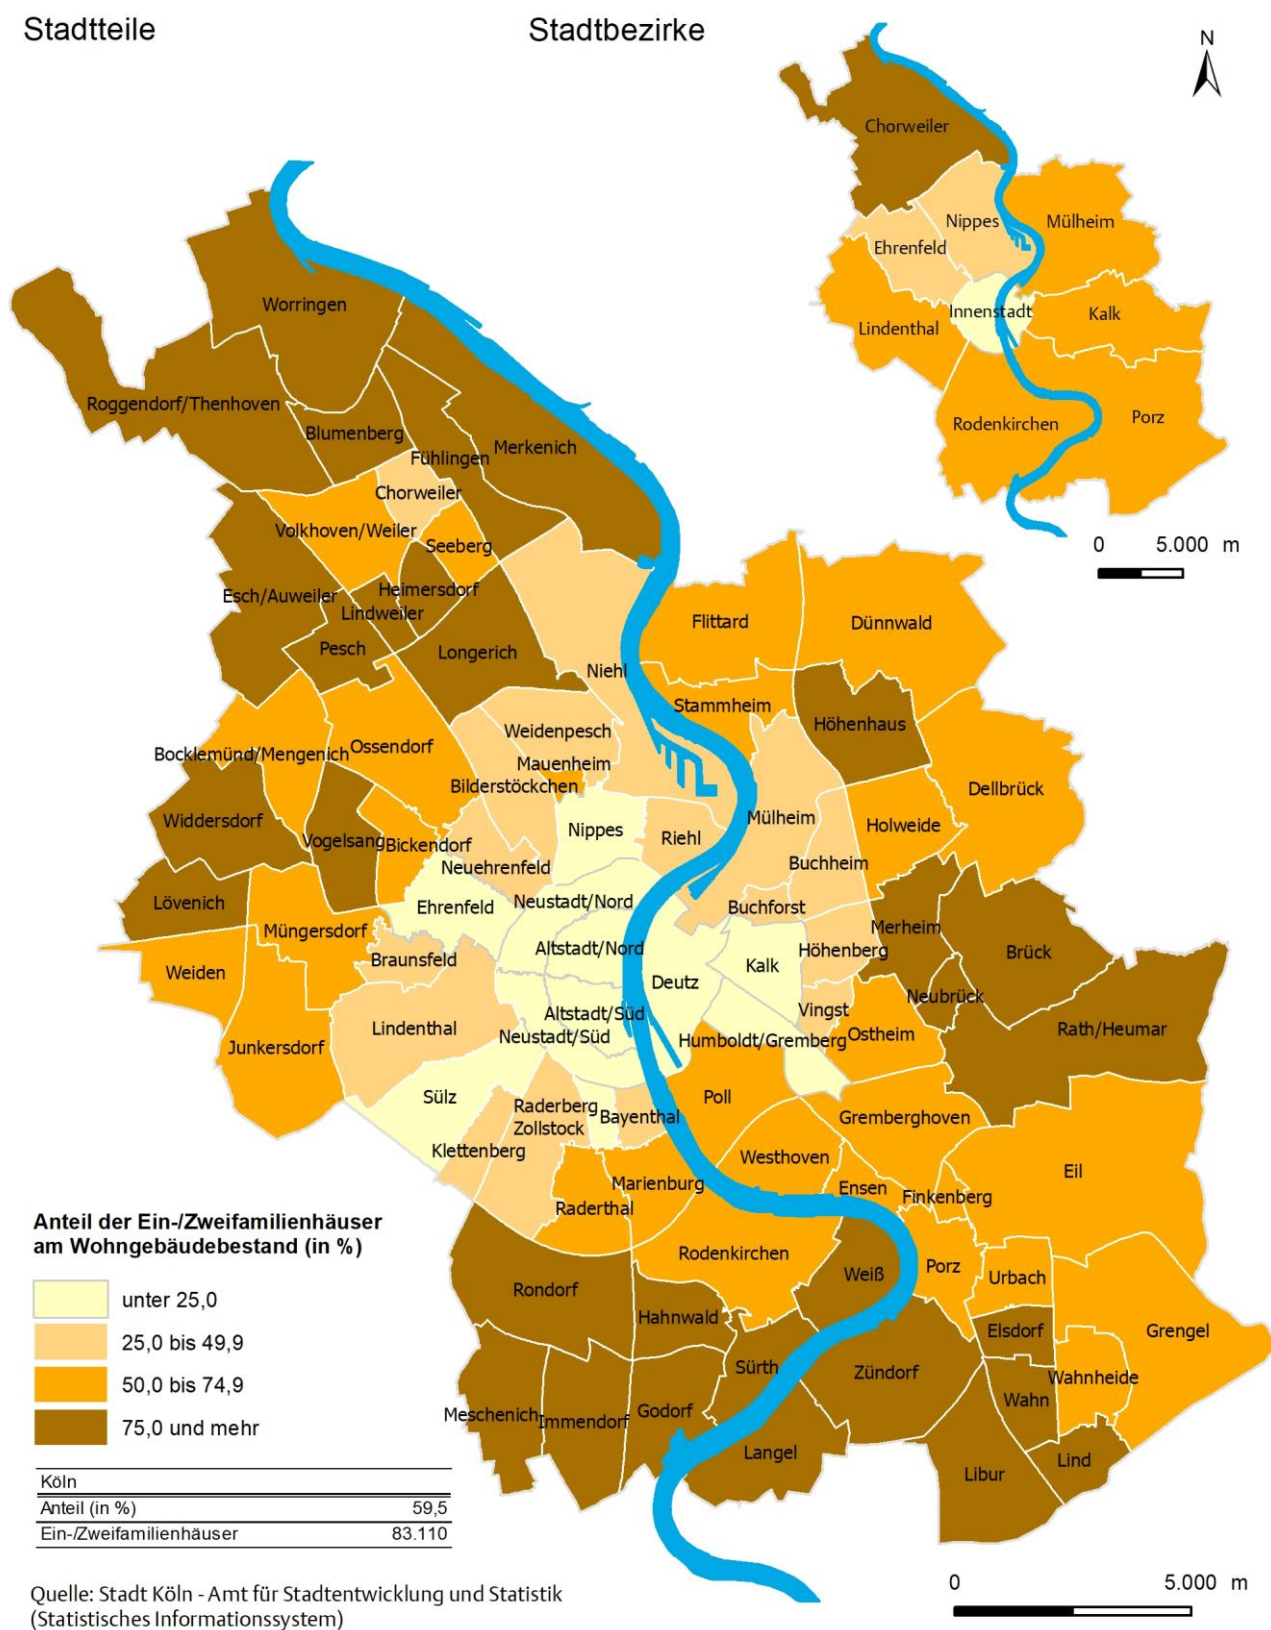 Stadtteile
Stadtbezirke
N
Chorweiler
Nippes
Mülheim
Ehrenfeld
Innenstadt
Kalk
Lindenthal
Rodenkirchen
Porz
0 5.000 m
Worringen
Roggendorf/Thenhoven
Blumenberg
Merkenich
Fühlingen
Chorweiler
Volkhoven/Weiler
Seeberg
Esch/Auweiler
Heimersdorf
Lindweiler
Pesch
Longerich
Flittard
Dünnwald
Niehl
Stammheim
Höhenhaus
Weidenpesch
Bocklemünd/Mengenich
Ossendorf
Mauenheim
Bilderstöckchen
Dellbrück
Widdersdorf
Vogelsang
Bickendorf
Nippes
Riehl
Mülheim
Holweide
Neuehrenfeld
Buchheim
Lövenich
Ehrenfeld
Neustadt/Nord
Buchforst
Müngersdorf
Merheim
Braunsfeld
Altstadt/Nord
Höhenberg
Brück
Weiden
Deutz
Kalk
Neubrück
Lindenthal
Altstadt/Süd
Vingst
Neustadt/Süd
Humboldt/Gremberg
Ostheim
Rath/Heumar
Junkersdorf
Sülz
Raderberg
Zollstock
Bayenthal
Poll
Gremberghoven
Klettenberg
Westhoven
Eil
Marienburg
Ensen
Finkenberg
Raderthal
Rodenkirchen
Weiß
Porz
Urbach
Rondorf
Hahnwald
Elsdorf
Grengel
Sürth
Zündorf
Wahnheide
Wahn
Meschenich
Immendorf
Godorf
Langel
Libur
Lind
Anteil der Ein-/Zweifamilienhäuser
am Wohngebäudebestand (in %)
unter 25,0
25,0 bis 49,9
50,0 bis 74,9
75,0 und mehr
Köln
Anteil (in %) 59,5
Ein-/Zweifamilienhäuser 83.110
Quelle: Stadt Köln - Amt für Stadtentwicklung und Statistik
(Statistisches Informationssystem)
0 5.000 m